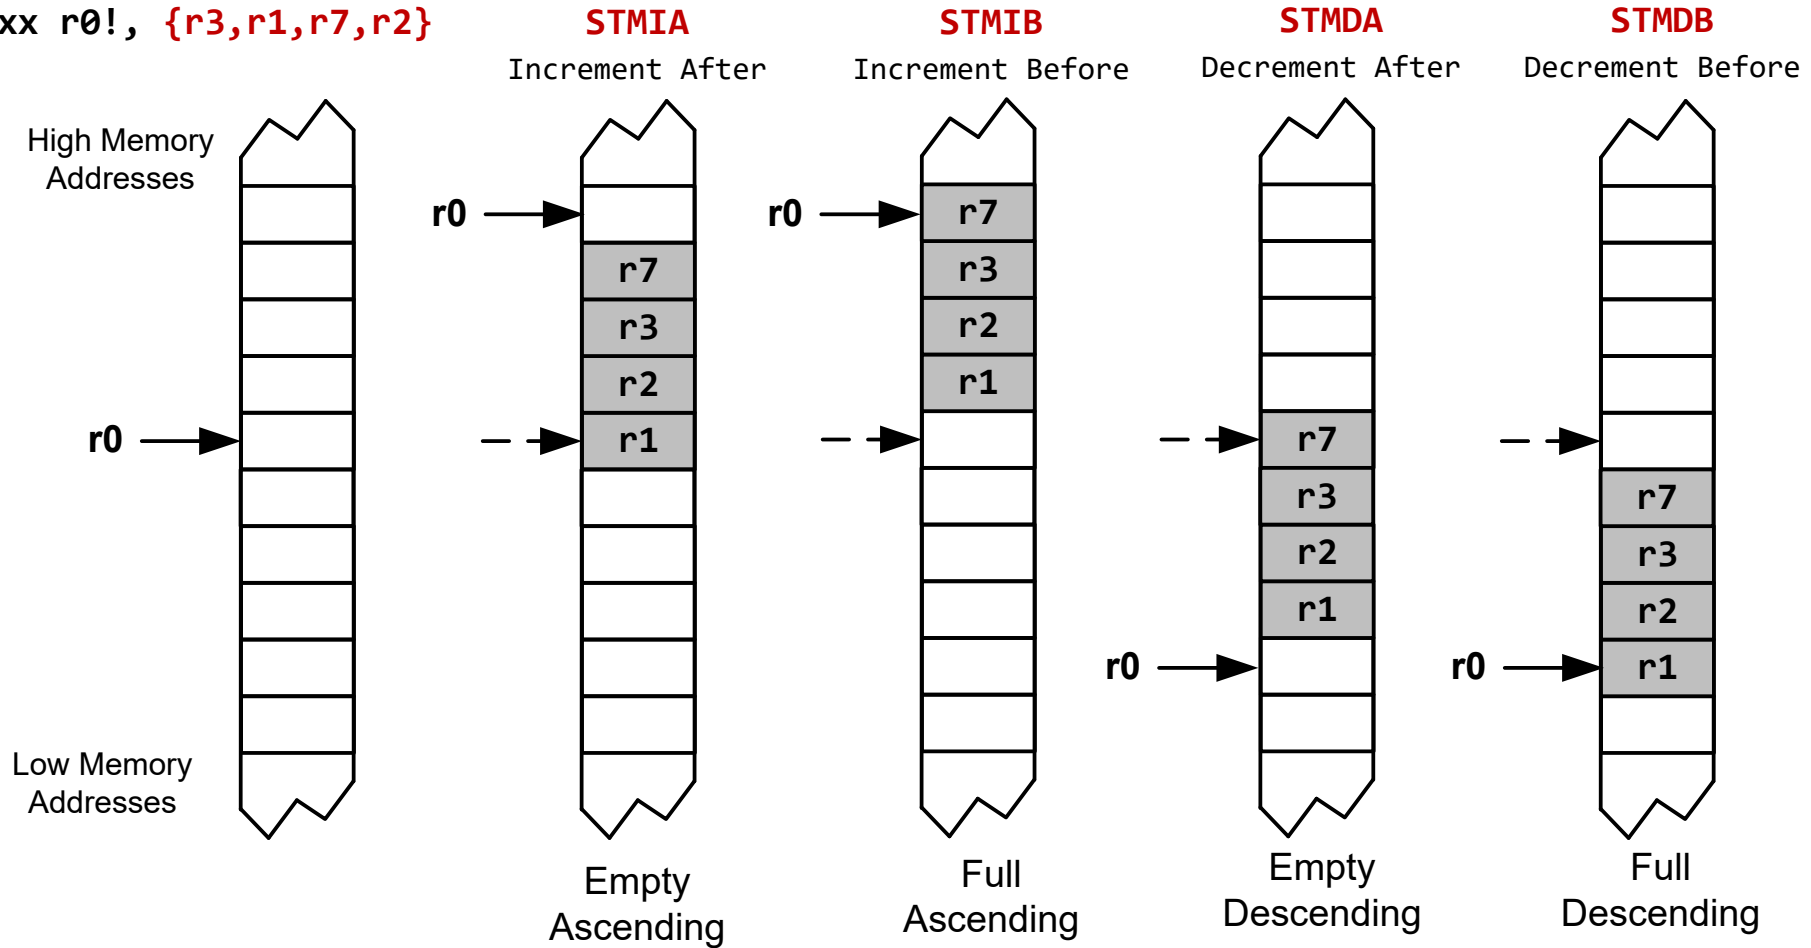 xx r0!, {r3,r1,r7,r2}
STMIA
STMIB
STMDA
STMDB
Increment After
Increment Before
Decrement After
Decrement Before
High Memory
Addresses
r0
r0
r7
r7
r3
r3
r2
r2
r1
r0
r1
r7
r3
r7
r2
r3
r1
r2
r0
r0
r1
Low Memory
Addresses
Empty
Ascending
Full
Ascending
Empty
Descending
Full
Descending